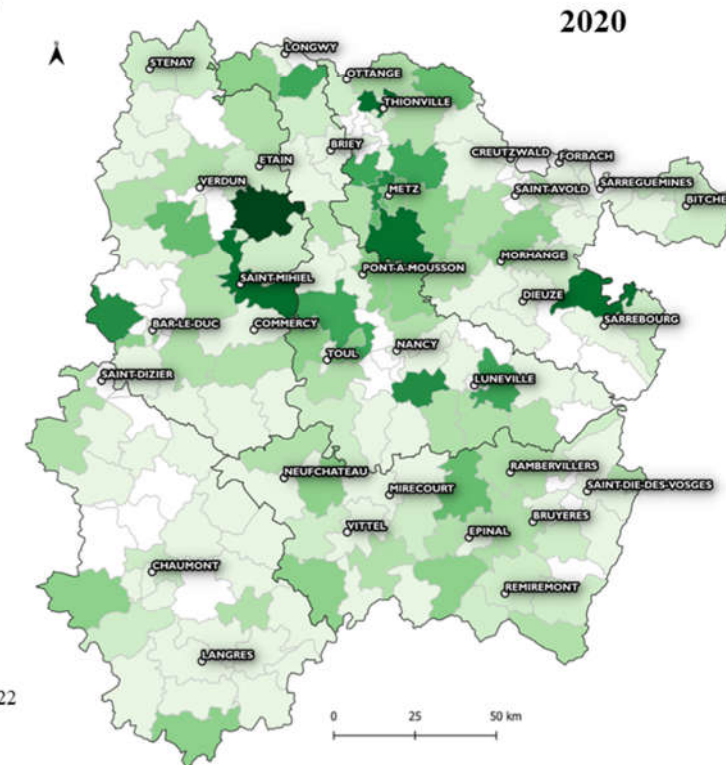 2020
LONGWY
STENAY
OTTANGE
THIONVILLE
BRIEY
CREUTZWALD
FORBACH
ETAIN
VERDUN
METZ
SAINT-AVOLD
SARREGUEMINES
BITCHE
MORHANGE
PONT-A-MOUSSON
SAINT-MIHIEL
DIEUZE
BAR-LE-DUC
COMMERCY
SARREBOURG
NANCY
TOUL
SAINT-DIZIER
LUNEVILLE
NEUFCHATEAU
RAMBERVILLERS
MIRECOURT
SAINT-DIE-DES-VOSGES
BRUYERES
VITTEL
EPINAL
CHAUMONT
REMIREMONT
LANGRES
22
0 25 50 km